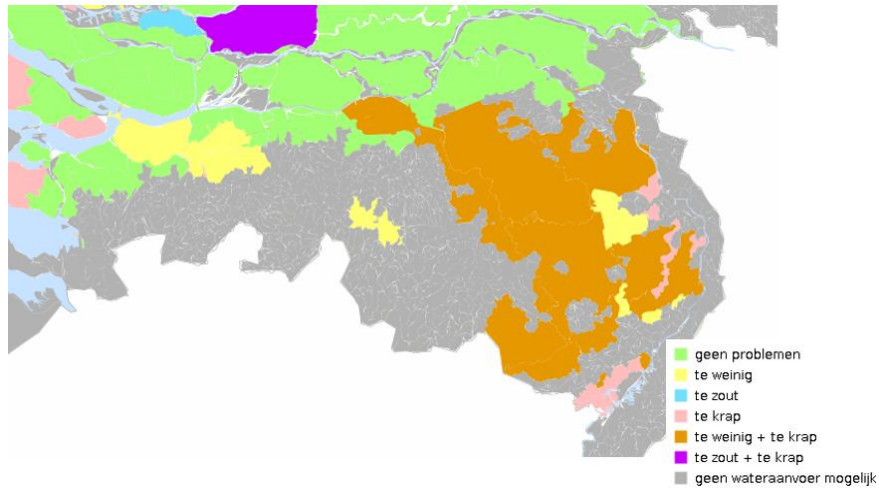 geen problemen
te weinig
te zout
te krap
te weinig + te krap
te zout + te krap
geen wateraanvoer mogelijk